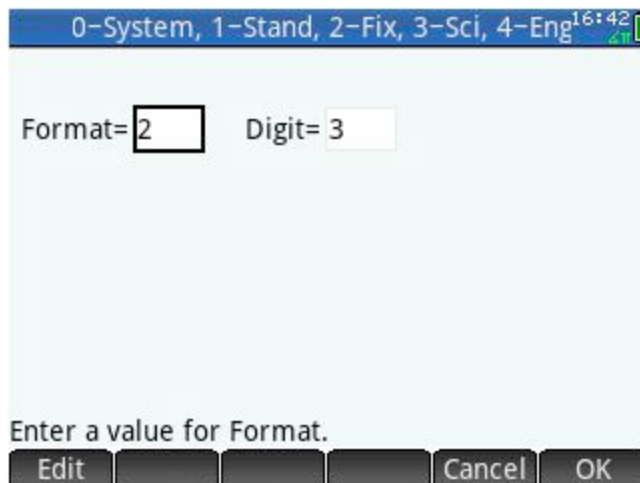 0-System, 1-Stand, 2-Fix, 3-Sci, 4-Eng 16:42
Format= 2 Digit= 3
Enter a value for Format.
Edit Cancel OK